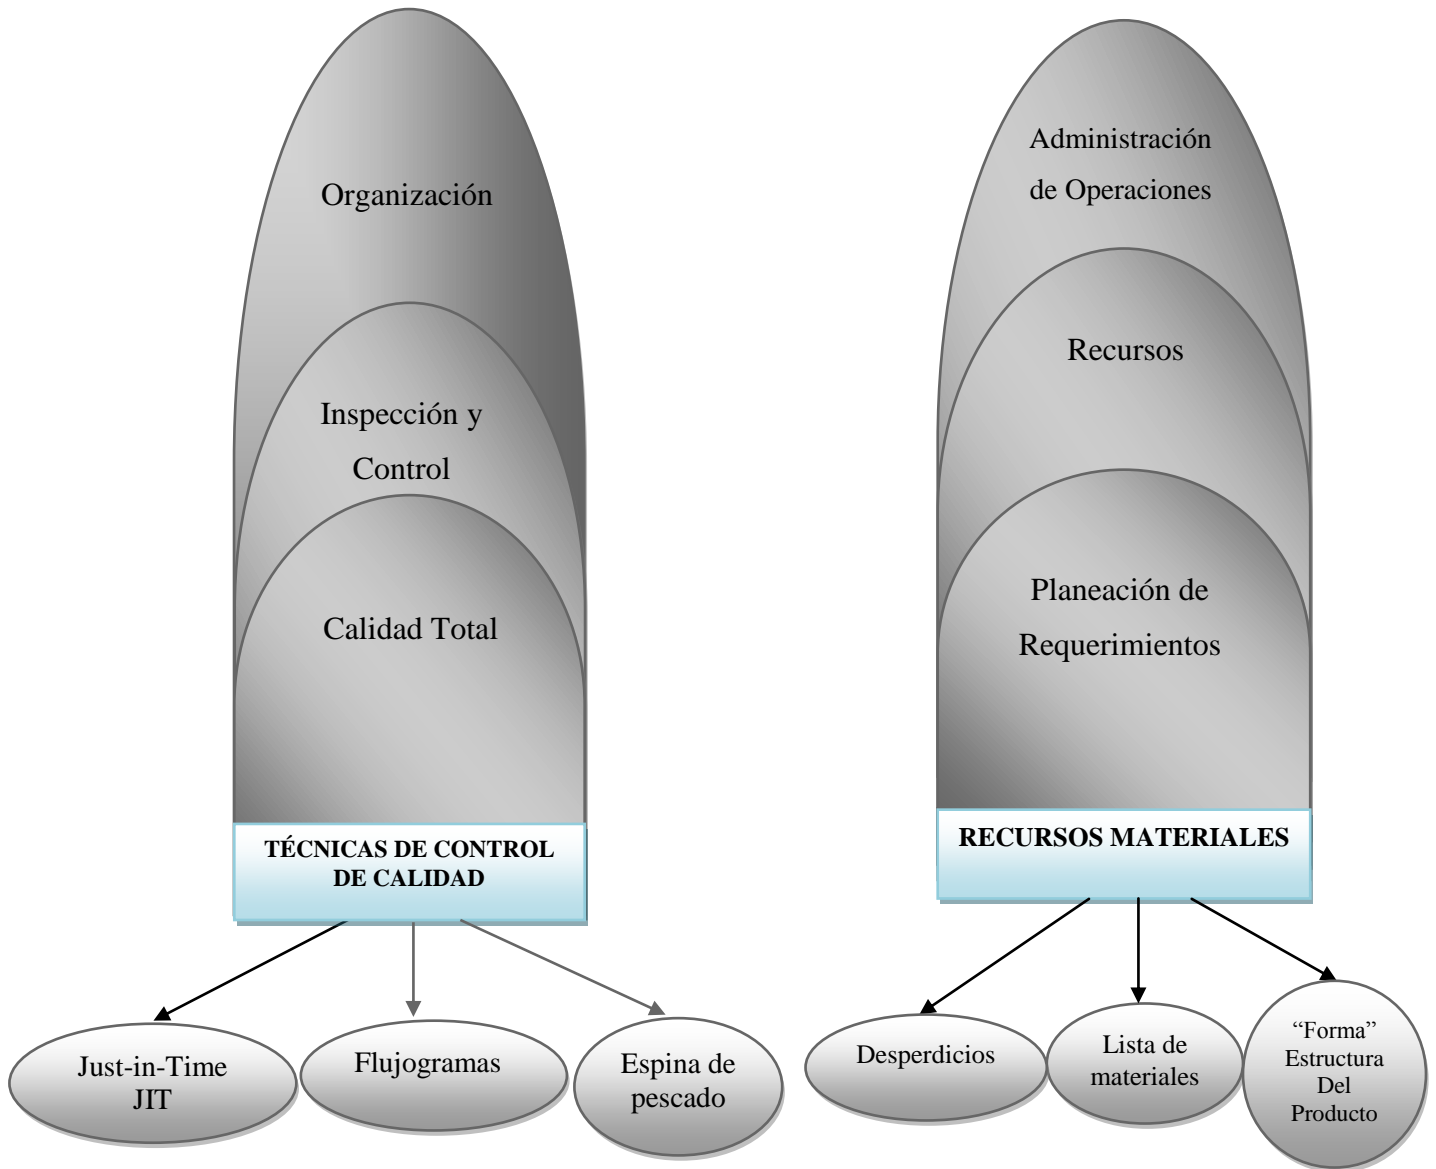 Organización
Inspección y
Control
Calidad Total
TÉCNICAS DE CONTROL
DE CALIDAD
Just-in-Time
JIT
Flujogramas
Espina de
pescado
Administración
de Operaciones
Recursos
Planeación de
Requerimientos
RECURSOS MATERIALES
Desperdicios
Lista de
materiales
“Forma”
Estructura
Del
Producto